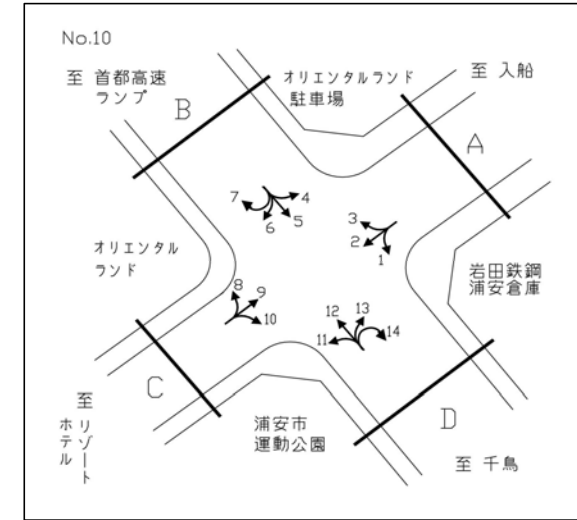 No.10
至 首都高速
ランプ
B
オリエンタルランド
駐車場
至 入船
A
7
4
6
5
3
2
1
オリエンタル
ランド
岩田鉄鋼
浦安倉庫
8
9
10
12
13
11
14
C
至 リゾート
ホテル
浦安市
運動公園
D
至 千鳥